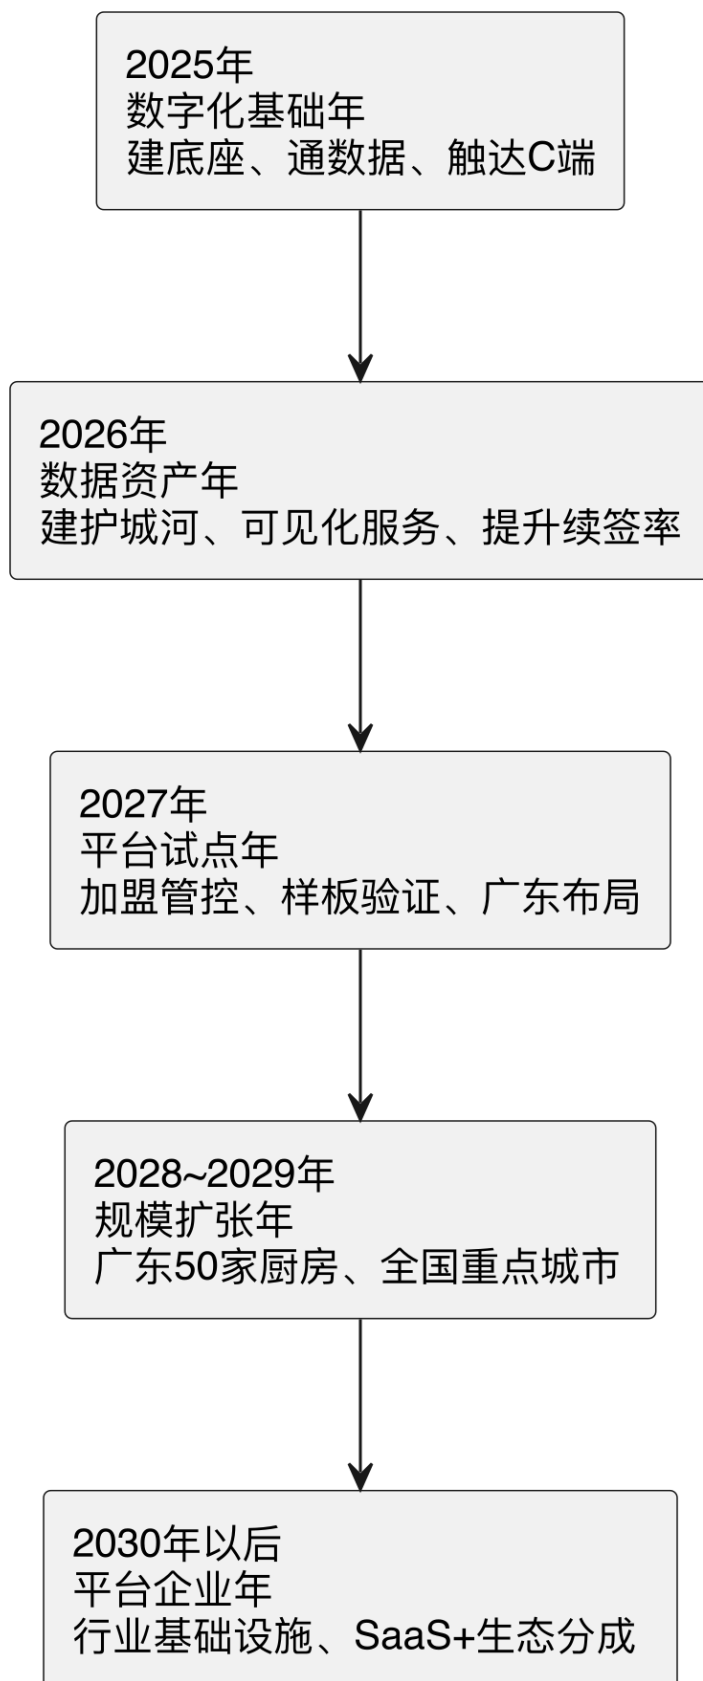 2025年
数字化基础年
建底座、通数据、触达C端
2026年
数据资产年
建护城河、可见化服务、提升续签率
2027年
平台试点年
加盟管控、样板验证、广东布局
2028~2029年
规模扩张年
广东50家厨房、全国重点城市
2030年以后
平台企业年
行业基础设施、SaaS+生态分成